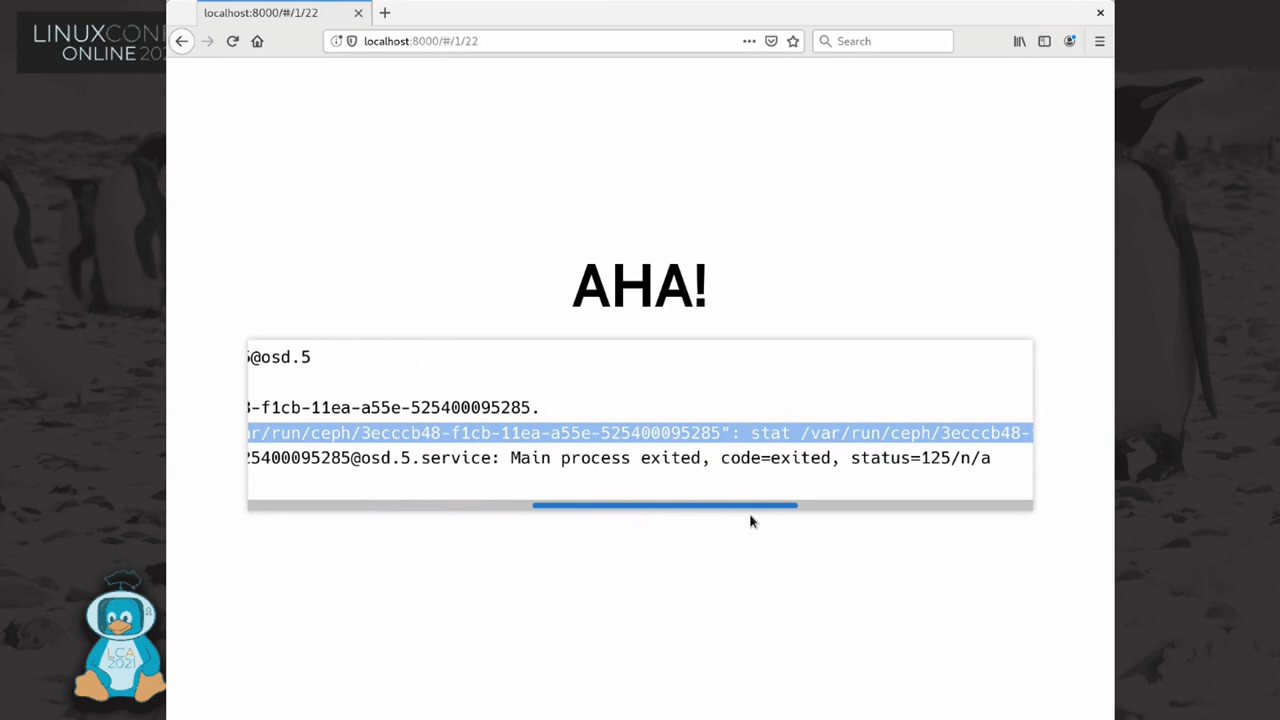 LINUXCONF
ONLINE 202
localhost:8000/#/1/22
localhost:8000/#/1/22
Search
AHA!
@osd.5
-f1cb-11ea-a55e-525400095285.
r/run/ceph/3ecccb48-f1cb-11ea-a55e-525400095285": stat /var/run/ceph/3ecccb48-
5400095285@osd.5.service: Main process exited, code=exited, status=125/n/a
LCA
2021